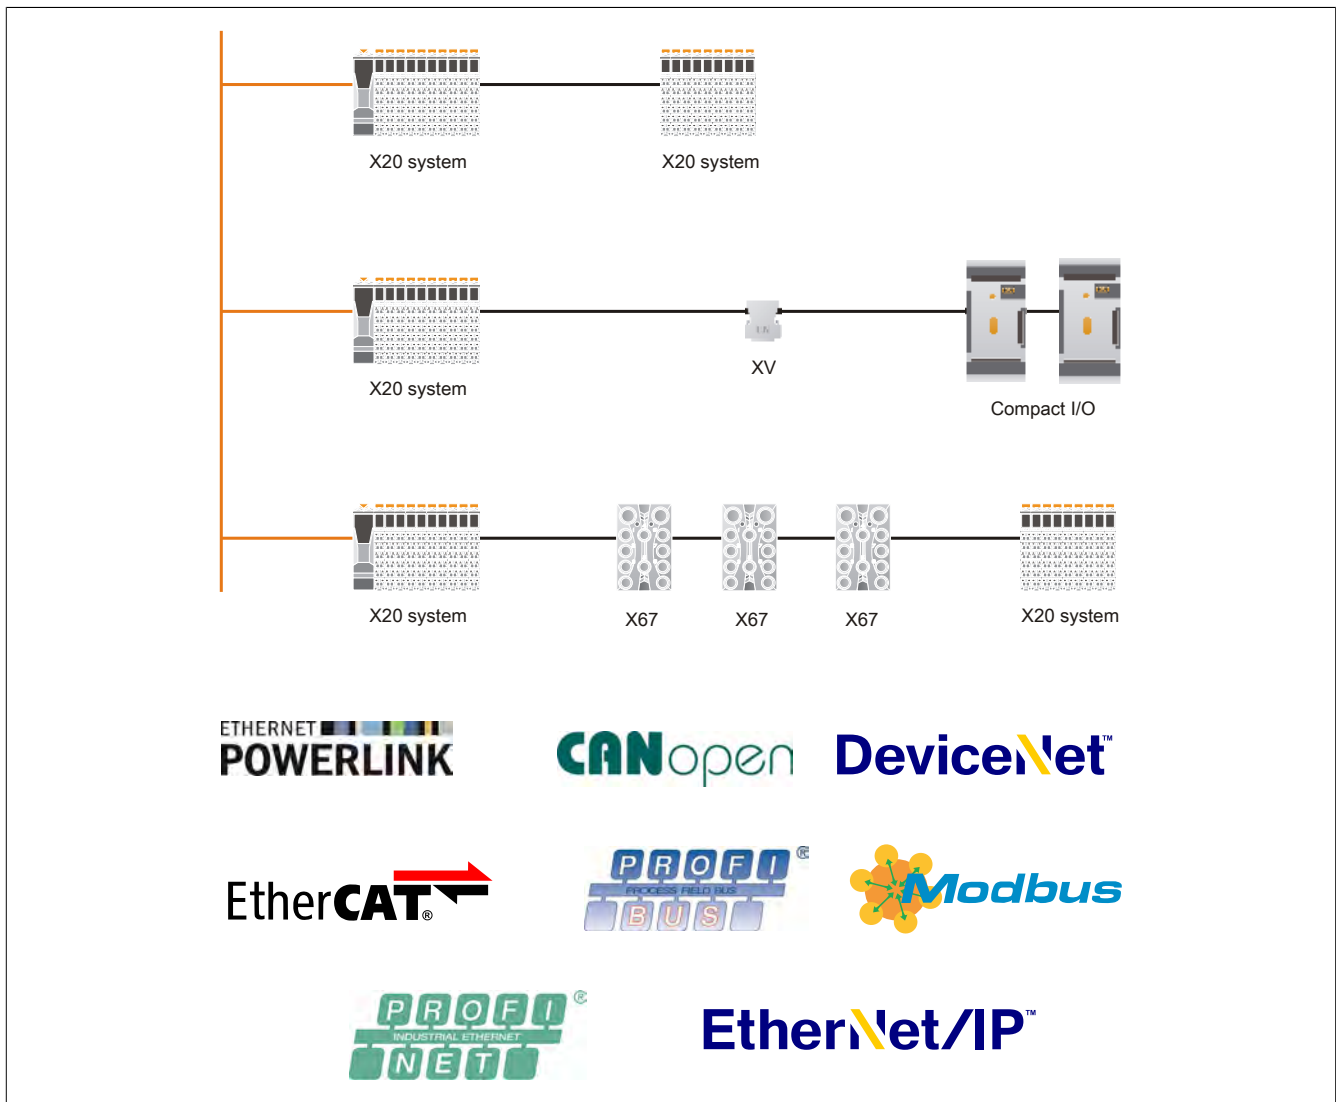 X20 system
X20 system
X20 system
XV
Compact I/O
X20 system
X67
X67
X67
X20 system
ETHERNET
POWERLINK
CANopen
DeviceNet™
EtherCAT®
PROFI®
PROCESS FIELD BUS
BUS
Modbus
PROFI®
INDUSTRIAL ETHERNET
NET
EtherNet/IP™